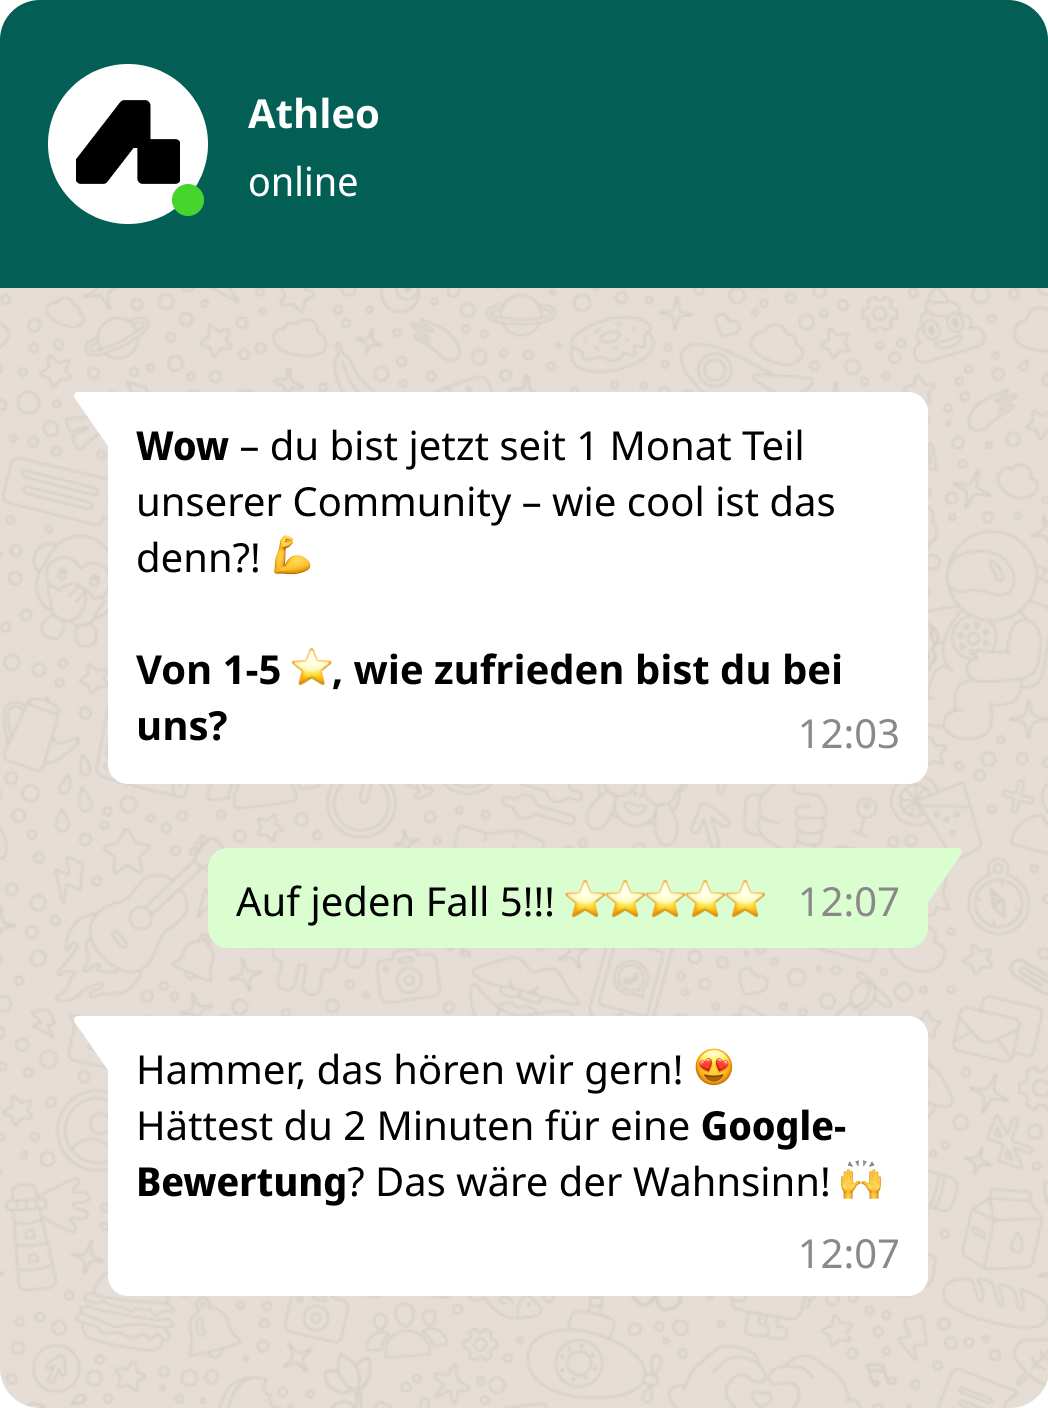 Athleo
online
Wow – du bist jetzt seit 1 Monat Teil
unserer Community – wie cool ist das
denn?! 💪
Von 1-5 ⭐, wie zufrieden bist du bei
uns?
12:03
Auf jeden Fall 5!!! ⭐⭐⭐⭐⭐ 12:07
Hammer, das hören wir gern! 😍
Hättest du 2 Minuten für eine Google-
Bewertung? Das wäre der Wahnsinn! 🙌
12:07